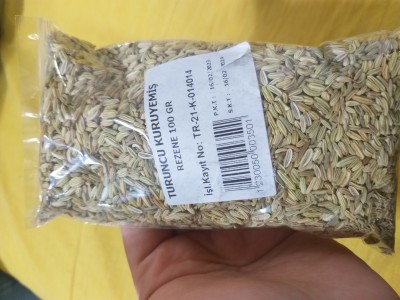 TURUNCU KURUYEMİŞ
REZENE 100 GR
İşl.Kayıt No: TR-21-K-014014
P.K.T :
S.K.T :